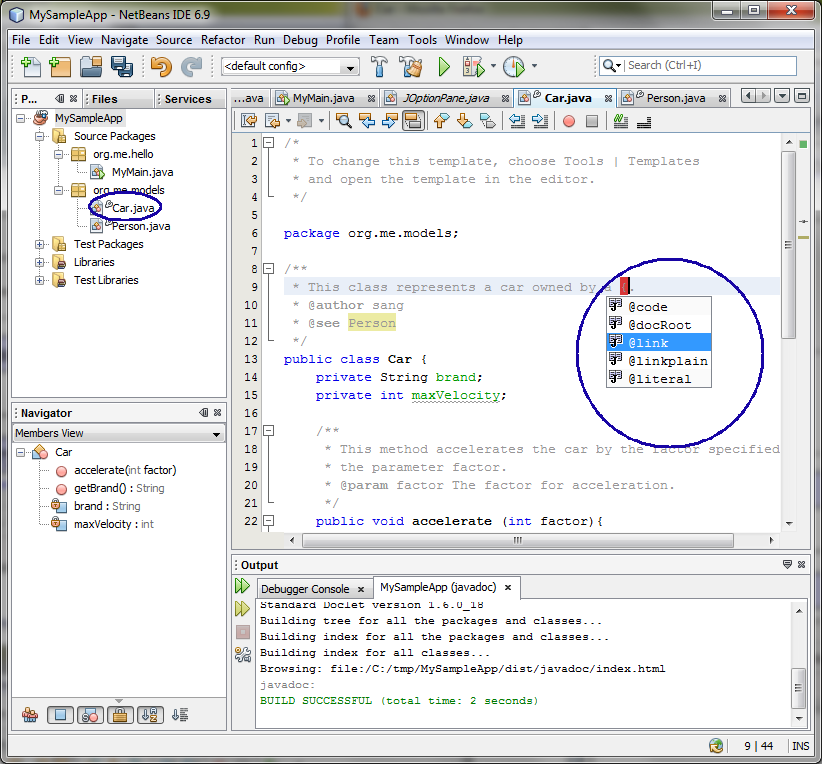 MySampleApp - NetBeans IDE 6.9
File Edit View Navigate Source Refactor Run Debug Profile Team Tools Window Help
<default config>
Search (Ctrl+I)
P... Files Services
MySampleApp
Source Packages
org.me.hello
MyMain.java
org.me.models
Car.java
Person.java
Test Packages
Libraries
Test Libraries
Navigator
Members View
Car
accelerate(int factor)
getBrand() : String
brand : String
maxVelocity : int
...ava MyMain.java JOptionPane.java Car.java Person.java
1 /*
2 * To change this template, choose Tools | Templates
3 * and open the template in the editor.
4 */
5
6 package org.me.models;
7
8 /**
9 * This class represents a car owned by a {.
10 * @author sang
11 * @see Person
12 */
13 public class Car {
14 private String brand;
15 private int maxVelocity;
16
17 /**
18 * This method accelerates the car by the factor specified
19 * the parameter factor.
20 * @param factor The factor for acceleration.
21 */
22 public void accelerate (int factor){
@code
@docRoot
@link
@linkplain
@literal
Output
Debugger Console MySampleApp (javadoc)
Standard Doclet version 1.6.0_18
Building tree for all the packages and classes...
Building index for all the packages and classes...
Building index for all classes...
Browsing: file:/C:/tmp/MySampleApp/dist/javadoc/index.html
javadoc:
BUILD SUCCESSFUL (total time: 2 seconds)
9 | 44 INS